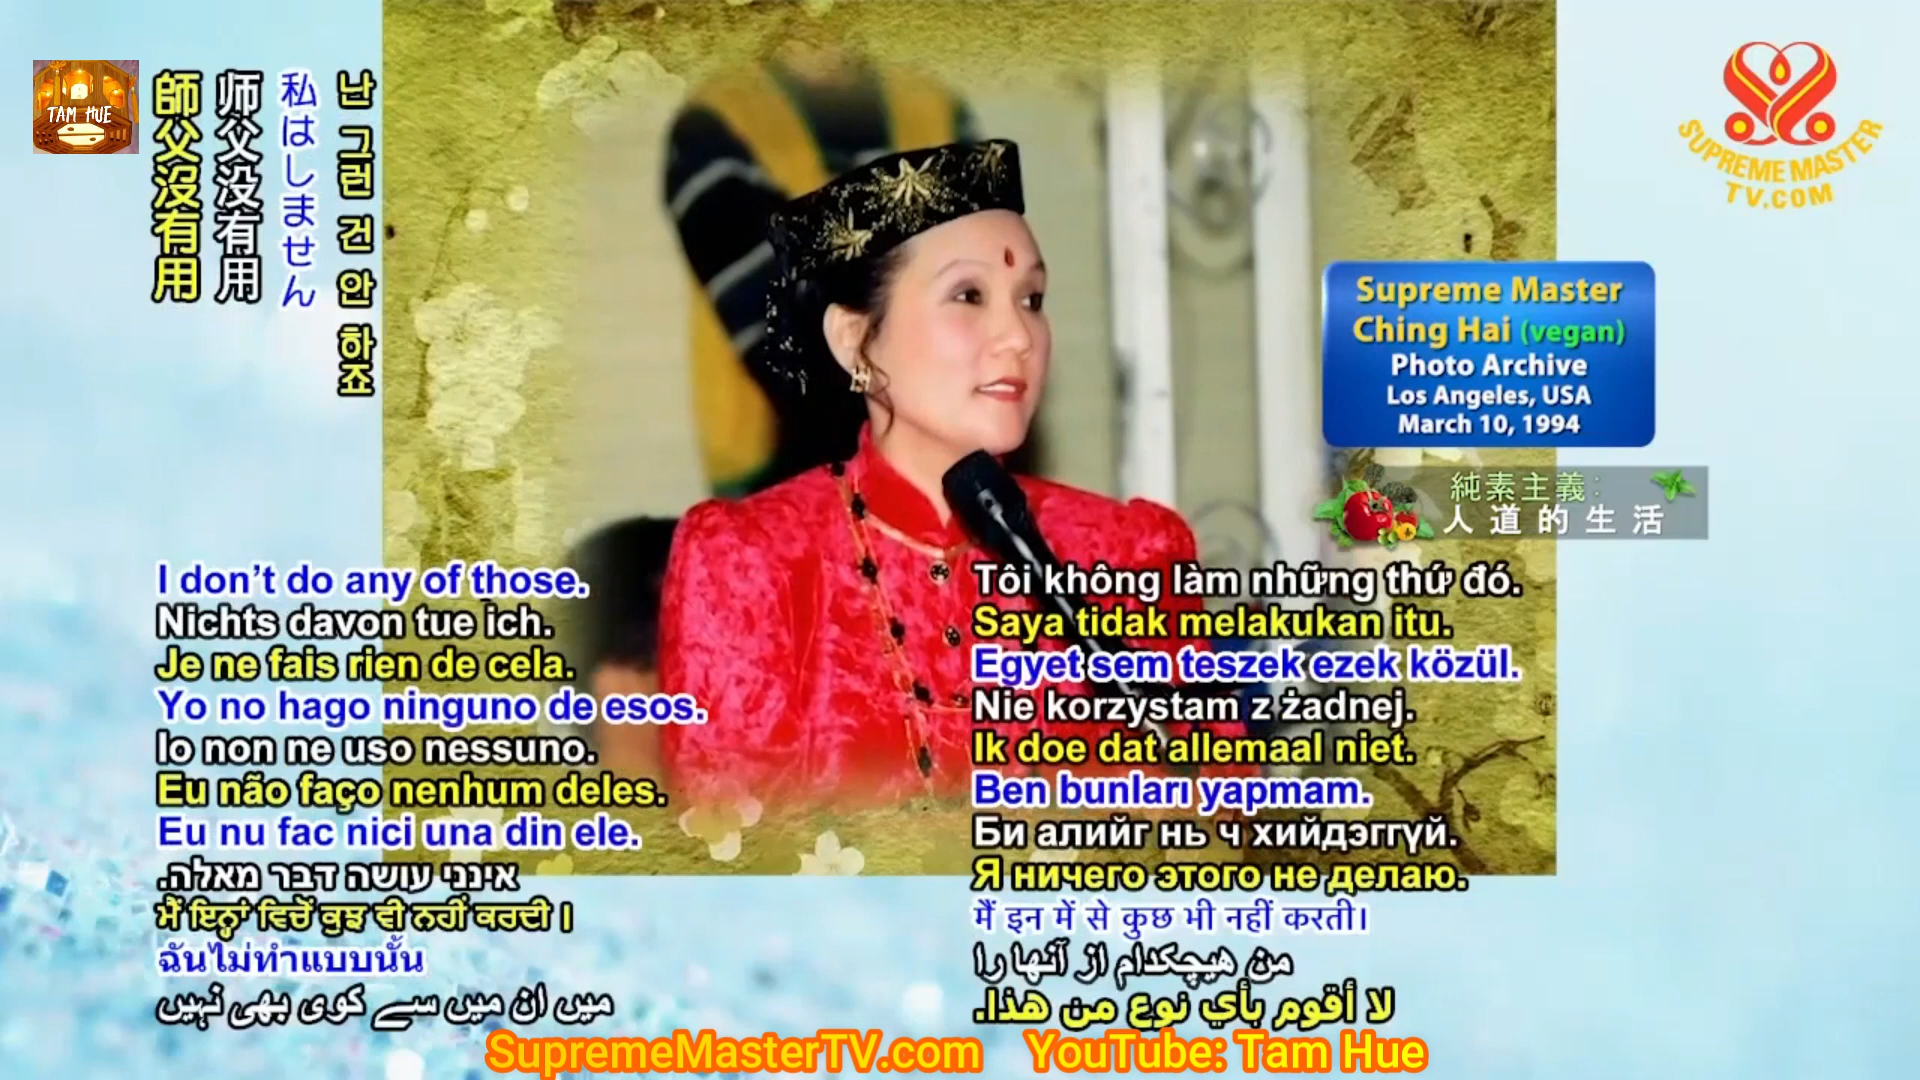 TAM HUE
師父沒有用
师父没有用
私はしません
난 그런 건 안 하죠
SUPREME MASTER
TV.COM
Supreme Master
Ching Hai (vegan)
Photo Archive
Los Angeles, USA
March 10, 1994
純素主義：
人道的生活
I don’t do any of those.
Nichts davon tue ich.
Je ne fais rien de cela.
Yo no hago ninguno de esos.
Io non ne uso nessuno.
Eu não faço nenhum deles.
Eu nu fac nici una din ele.
אינני עושה דבר מאלה.
ਮੈਂ ਇਨ੍ਹਾਂ ਵਿਚੋਂ ਕੁਝ ਵੀ ਨਹੀਂ ਕਰਦੀ।
ฉันไม่ทำแบบนั้น
میں ان میں سے کوی بھی نہیں
Tôi không làm những thứ đó.
Saya tidak melakukan itu.
Egyet sem teszek ezek közül.
Nie korzystam z żadnej.
Ik doe dat allemaal niet.
Ben bunları yapmam.
Би алийг нь ч хийдэггүй.
Я ничего этого не делаю.
मैं इन में से कुछ भी नहीं करती।
من هیچکدام از آنها را
لا أقوم بأي نوع من هذا.
SupremeMasterTV.com YouTube: Tam Hue